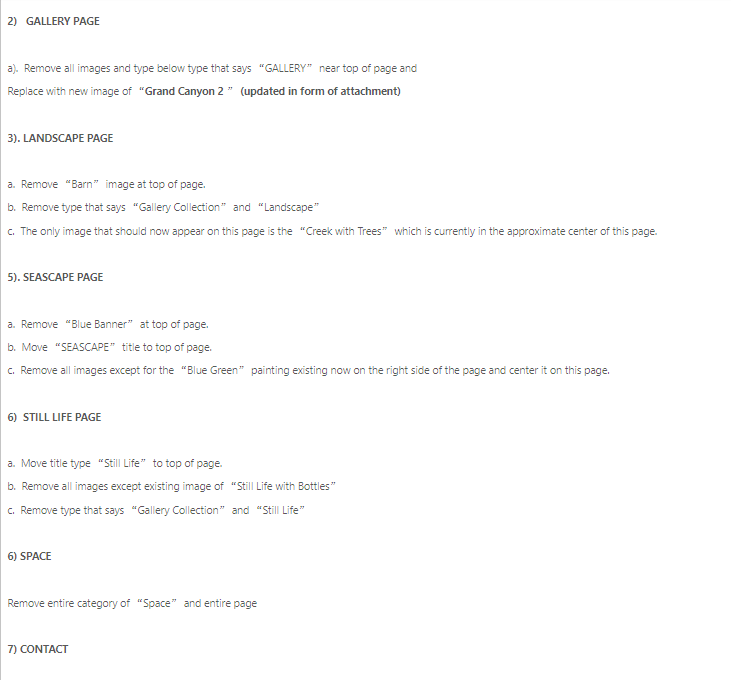 2) GALLERY PAGE
a). Remove all images and type below type that says “GALLERY” near top of page and
Replace with new image of “Grand Canyon 2 ” (updated in form of attachment)
3). LANDSCAPE PAGE
a. Remove “Barn” image at top of page.
b. Remove type that says “Gallery Collection” and “Landscape”
c. The only image that should now appear on this page is the “Creek with Trees” which is currently in the approximate center of this page.
5). SEASCAPE PAGE
a. Remove “Blue Banner” at top of page.
b. Move “SEASCAPE” title to top of page.
c. Remove all images except for the “Blue Green” painting existing now on the right side of the page and center it on this page.
6) STILL LIFE PAGE
a. Move title type “Still Life” to top of page.
b. Remove all images except existing image of “Still Life with Bottles”
c. Remove type that says “Gallery Collection” and “Still Life”
6) SPACE
Remove entire category of “Space” and entire page
7) CONTACT